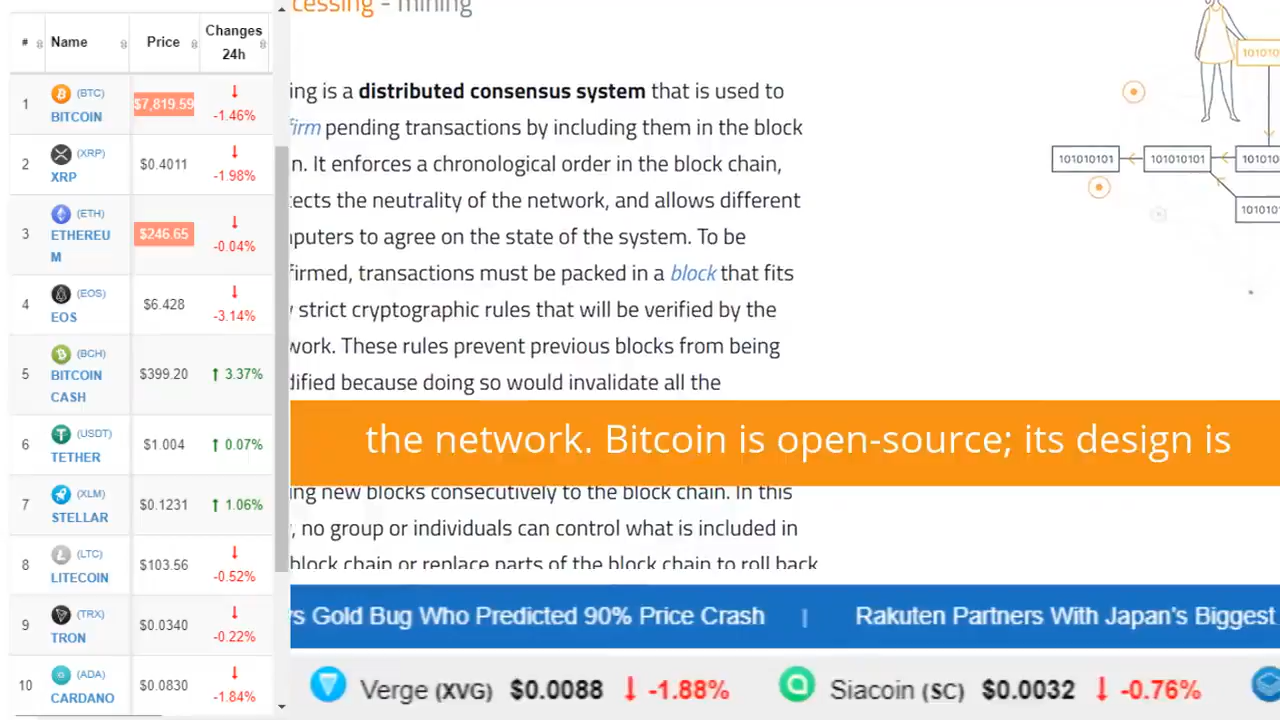 cessing - mining
# Name Price Changes 24h
1 (BTC) BITCOIN $7,819.59 ↓ -1.46%
2 (XRP) XRP $0.4011 ↓ -1.98%
3 (ETH) ETHEREUM $246.65 ↓ -0.04%
4 (EOS) EOS $6.428 ↓ -3.14%
5 (BCH) BITCOIN CASH $399.20 ↑ 3.37%
6 (USDT) TETHER $1.004 ↑ 0.07%
7 (XLM) STELLAR $0.1231 ↑ 1.06%
8 (LTC) LITECOIN $103.56 ↓ -0.52%
9 (TRX) TRON $0.0340 ↓ -0.22%
10 (ADA) CARDANO $0.0830 ↓ -1.84%
ing is a distributed consensus system that is used to
firm pending transactions by including them in the block
n. It enforces a chronological order in the block chain,
tects the neutrality of the network, and allows different
puters to agree on the state of the system. To be
firmed, transactions must be packed in a block that fits
strict cryptographic rules that will be verified by the
work. These rules prevent previous blocks from being
dified because doing so would invalidate all the
the network. Bitcoin is open-source; its design is
ing new blocks consecutively to the block chain. In this
, no group or individuals can control what is included in
block chain or replace parts of the block chain to roll back
101010
101010101 101010101 101010
101010
s Gold Bug Who Predicted 90% Price Crash | Rakuten Partners With Japan's Biggest
Verge (XVG) $0.0088 ↓ -1.88% Siacoin (SC) $0.0032 ↓ -0.76%